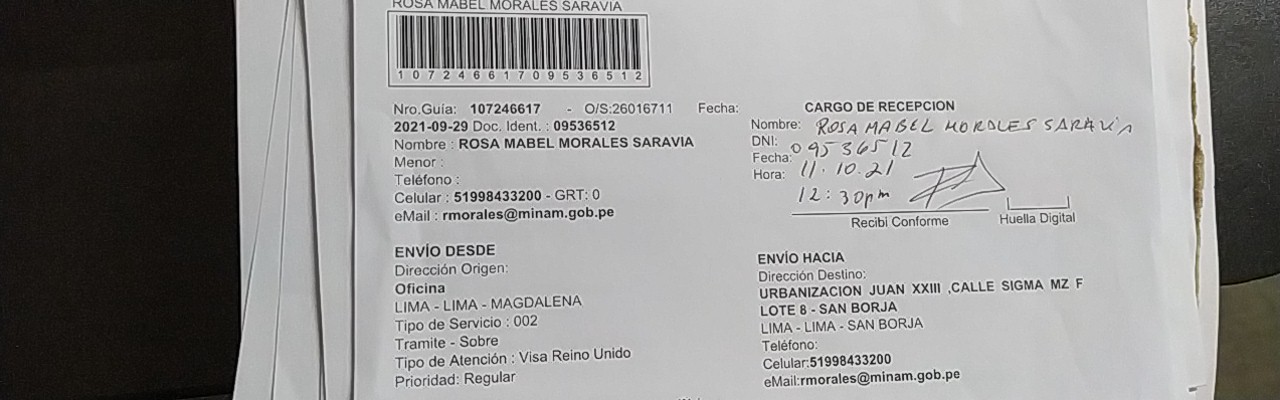 ROSA MABEL MORALES SARAVIA
10724661709536512
Nro.Guía: 107246617 - O/S:26016711 Fecha:
2021-09-29 Doc. Ident. : 09536512
Nombre : ROSA MABEL MORALES SARAVIA
Menor :
Teléfono :
Celular : 51998433200 - GRT: 0
eMail : rmorales@minam.gob.pe
CARGO DE RECEPCION
Nombre: ROSA MABEL MORALES SARAVIA
DNI: 09536512
Fecha: 11.10.21
Hora: 12:30pm
Recibi Conforme
Huella Digital
ENVÍO DESDE
Dirección Origen:
Oficina
LIMA - LIMA - MAGDALENA
Tipo de Servicio : 002
Tramite - Sobre
Tipo de Atención : Visa Reino Unido
Prioridad: Regular
ENVÍO HACIA
Dirección Destino:
URBANIZACION JUAN XXIII ,CALLE SIGMA MZ F
LOTE 8 - SAN BORJA
LIMA - LIMA - SAN BORJA
Teléfono:
Celular:51998433200
eMail:rmorales@minam.gob.pe